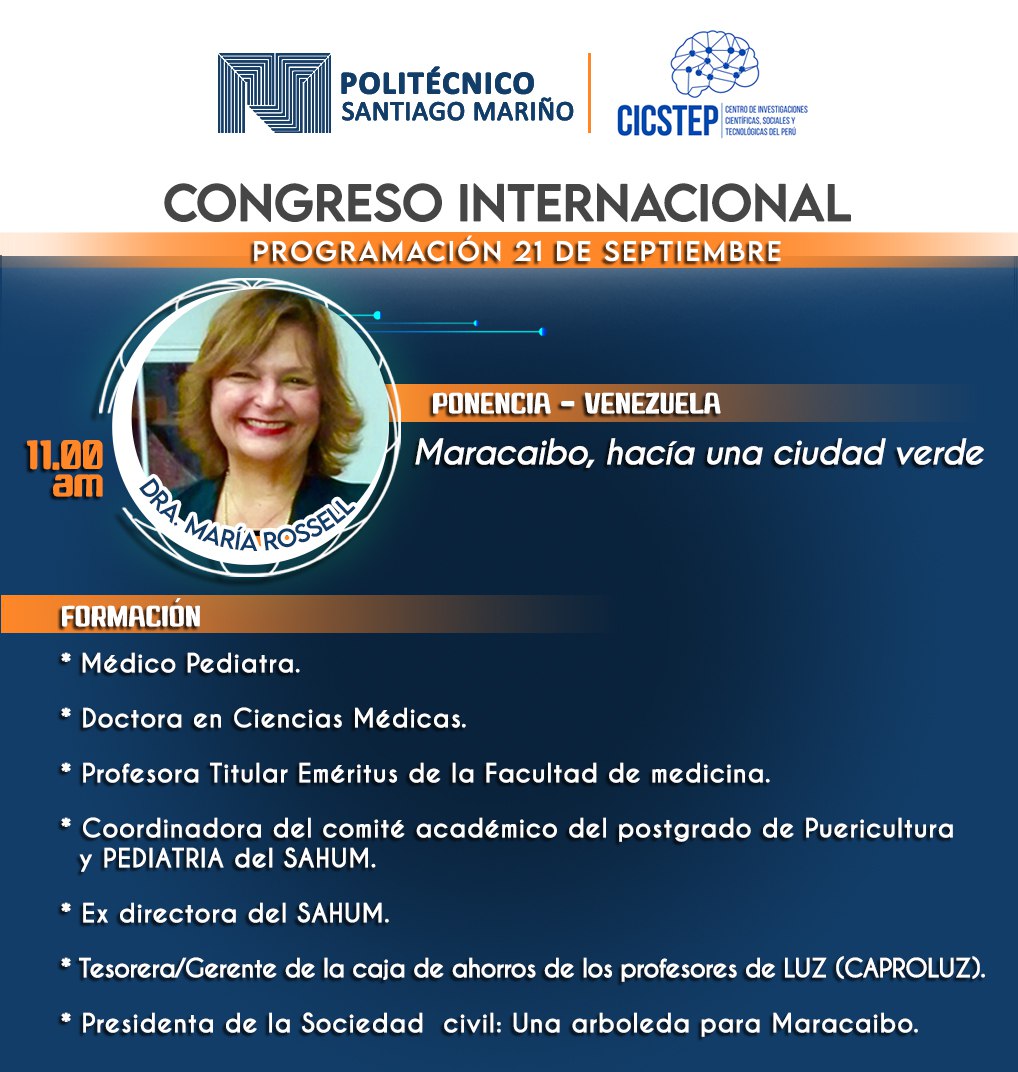 POLITÉCNICO
SANTIAGO MARIÑO
CICSTEP
CENTRO DE INVESTIGACIONES
CIENTÍFICAS, SOCIALES Y
TECNOLÓGICAS DEL PERÚ
CONGRESO INTERNACIONAL
PROGRAMACIÓN 21 DE SEPTIEMBRE
PONENCIA - VENEZUELA
Maracaibo, hacía una ciudad verde
11.00
am
DRA. MARÍA ROSSELL
FORMACIÓN
* Médico Pediatra.
* Doctora en Ciencias Médicas.
* Profesora Titular Eméritus de la Facultad de medicina.
* Coordinadora del comité académico del postgrado de Puericultura
y PEDIATRIA del SAHUM.
* Ex directora del SAHUM.
* Tesorera/Gerente de la caja de ahorros de los profesores de LUZ (CAPROLUZ).
* Presidenta de la Sociedad civil: Una arboleda para Maracaibo.